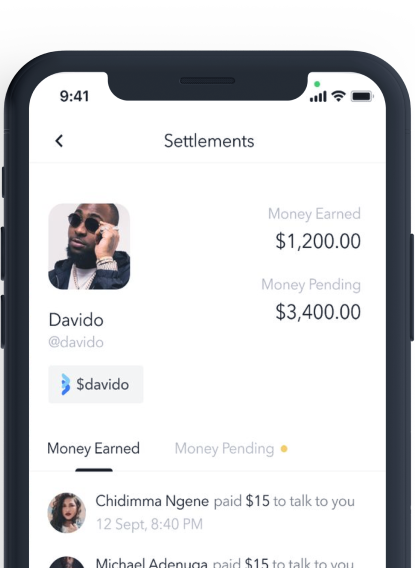 9:41
Settlements
Money Earned
$1,200.00
Money Pending
$3,400.00
Davido
@davido
$davido
Money Earned
Money Pending
Chidimma Ngene paid $15 to talk to you
12 Sept, 8:40 PM
Michael Adenuga paid $15 to talk to you